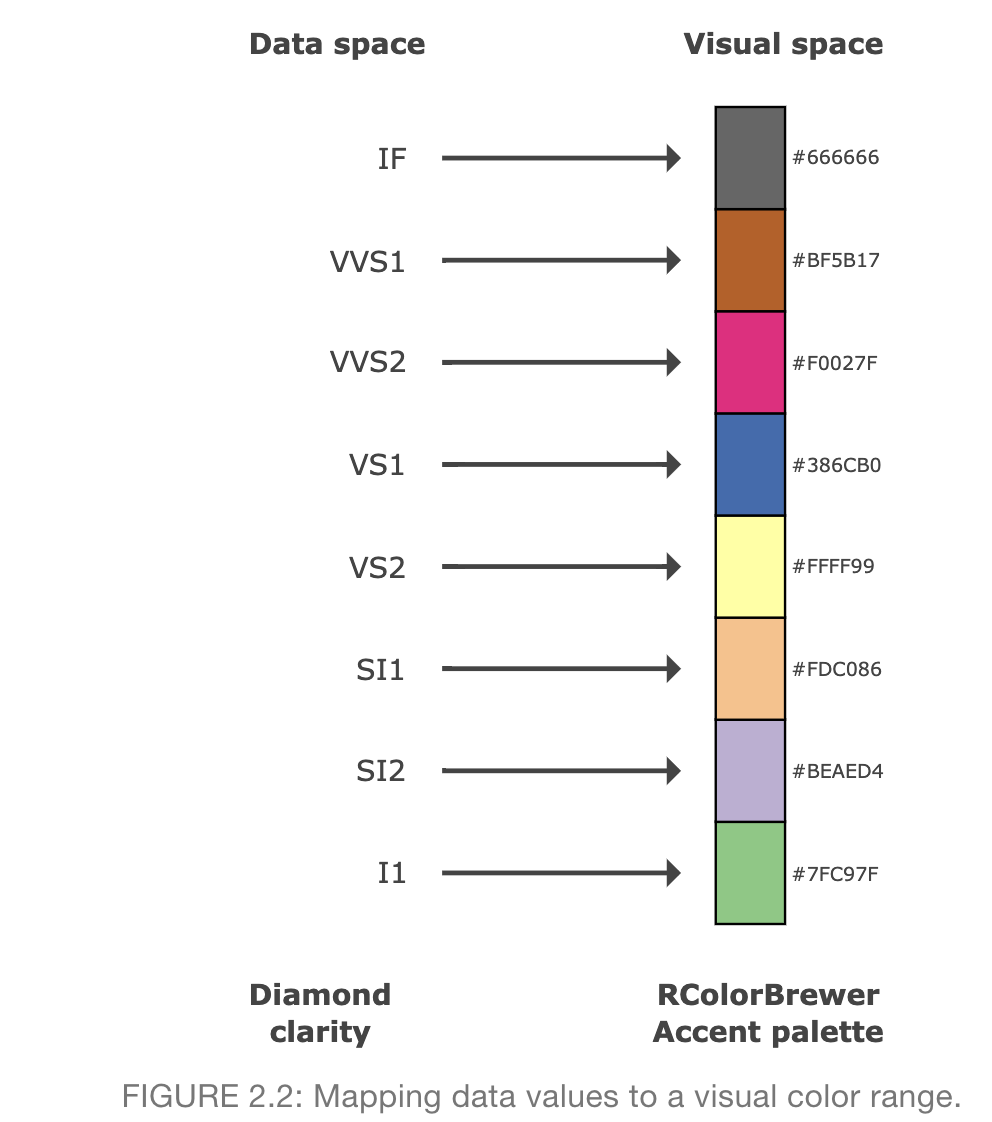 Data space
Visual space
IF
#666666
VVS1
#BF5B17
VVS2
#F0027F
VS1
#386CB0
VS2
#FFFF99
SI1
#FDC086
SI2
#BEAED4
I1
#7FC97F
Diamond
clarity
RColorBrewer
Accent palette
FIGURE 2.2: Mapping data values to a visual color range.